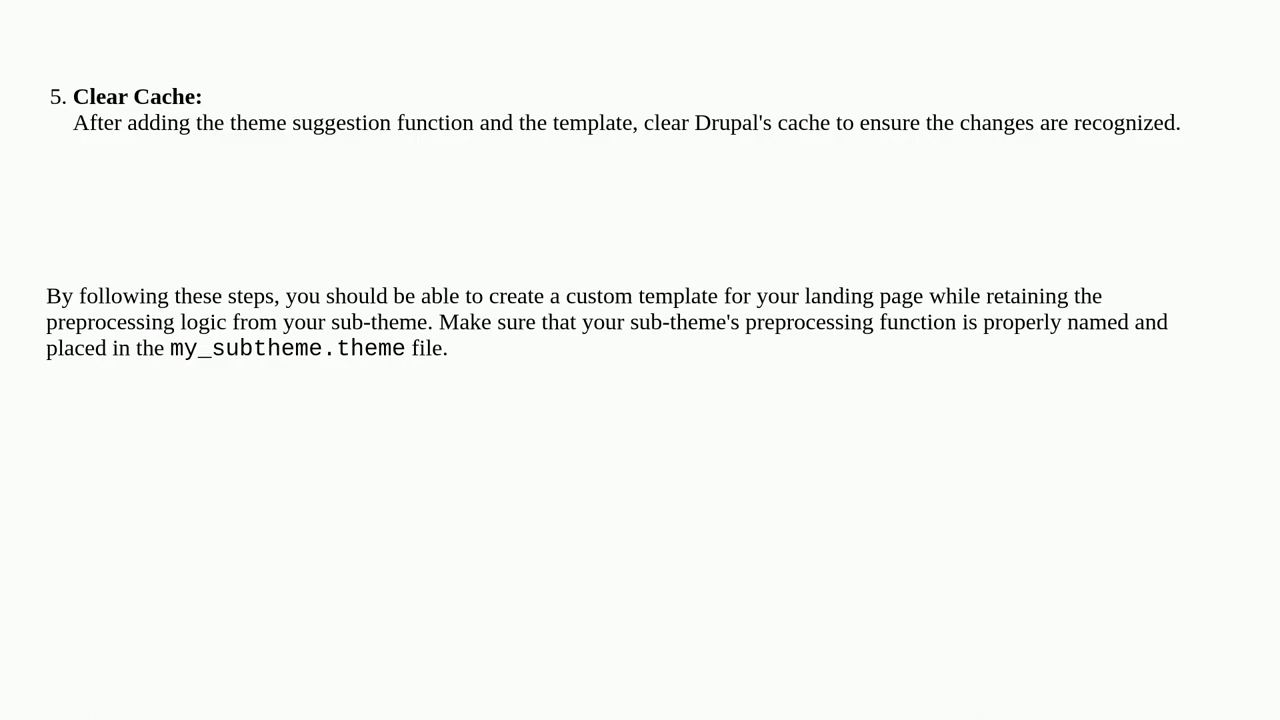 5. Clear Cache:
After adding the theme suggestion function and the template, clear Drupal's cache to ensure the changes are recognized.
By following these steps, you should be able to create a custom template for your landing page while retaining the
preprocessing logic from your sub-theme. Make sure that your sub-theme's preprocessing function is properly named and
placed in the my_subtheme.theme file.